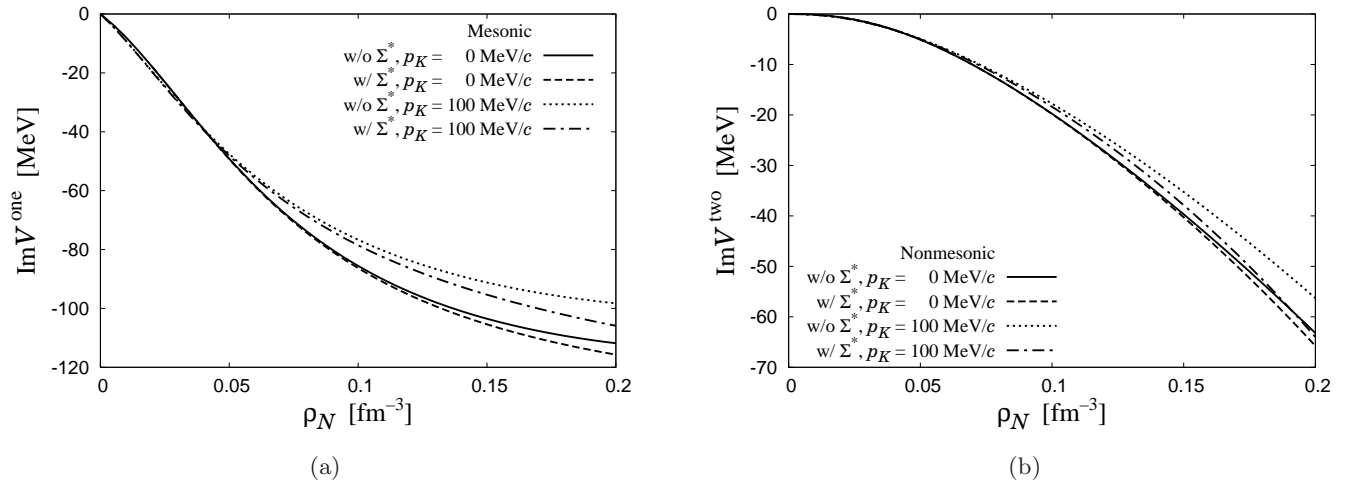 0
-20
-40
-60
-80
-100
-120
0 0.05 0.1 0.15 0.2
ImV^one [MeV]
ρ_N [fm⁻³]
Mesonic
w/o Σ*, p_K = 0 MeV/c
w/ Σ*, p_K = 0 MeV/c
w/o Σ*, p_K = 100 MeV/c
w/ Σ*, p_K = 100 MeV/c
(a)
0
-10
-20
-30
-40
-50
-60
-70
0 0.05 0.1 0.15 0.2
ImV^two [MeV]
ρ_N [fm⁻³]
Nonmesonic
w/o Σ*, p_K = 0 MeV/c
w/ Σ*, p_K = 0 MeV/c
w/o Σ*, p_K = 100 MeV/c
w/ Σ*, p_K = 100 MeV/c
(b)